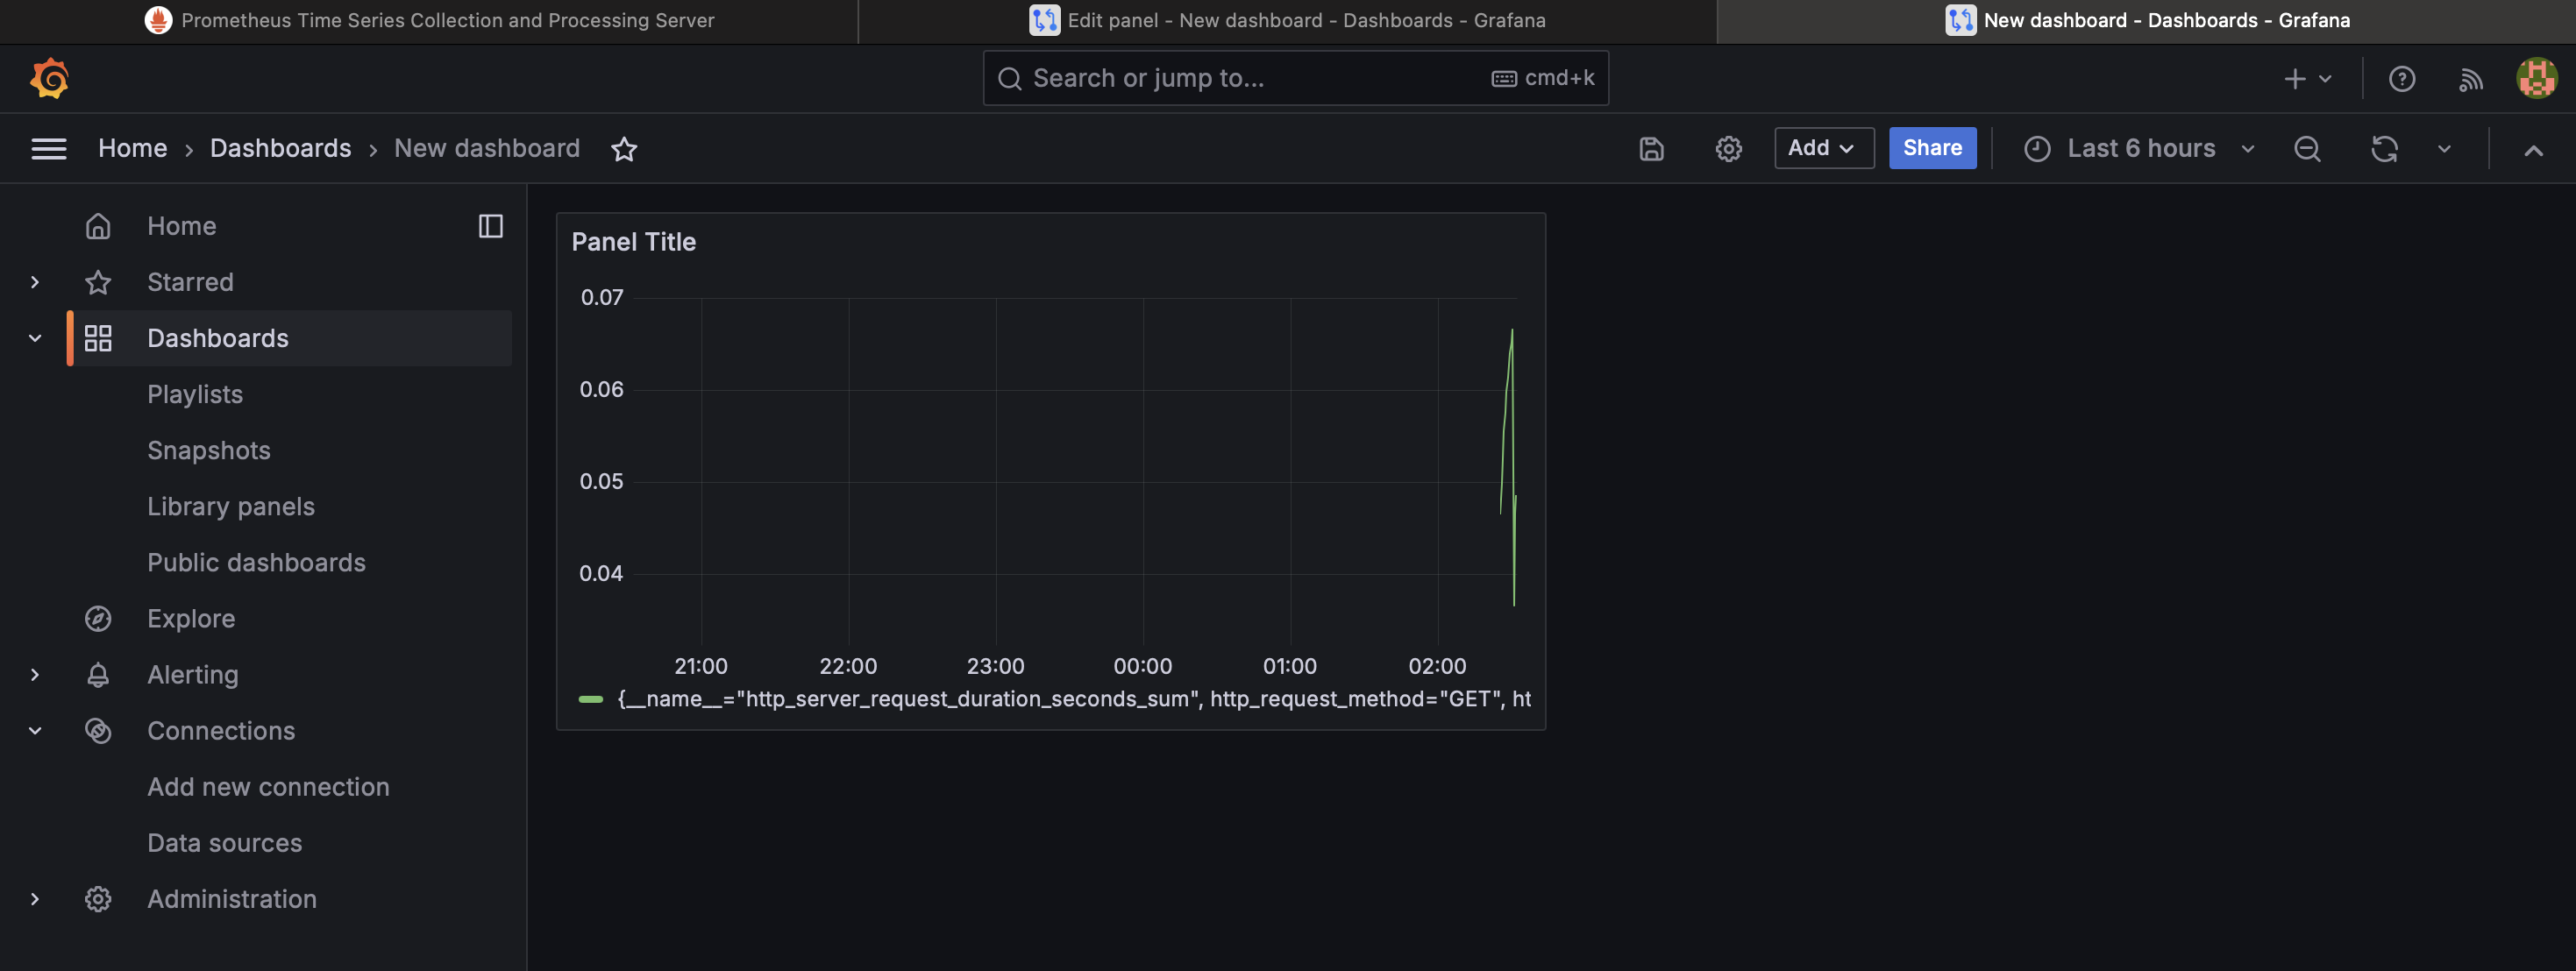 Prometheus Time Series Collection and Processing Server
Edit panel - New dashboard - Dashboards - Grafana
New dashboard - Dashboards - Grafana
Search or jump to...
cmd+k
Home › Dashboards › New dashboard
Add
Share
Last 6 hours
Home
Starred
Dashboards
Playlists
Snapshots
Library panels
Public dashboards
Explore
Alerting
Connections
Add new connection
Data sources
Administration
Panel Title
0.07
0.06
0.05
0.04
21:00 22:00 23:00 00:00 01:00 02:00
{__name__="http_server_request_duration_seconds_sum", http_request_method="GET", ht